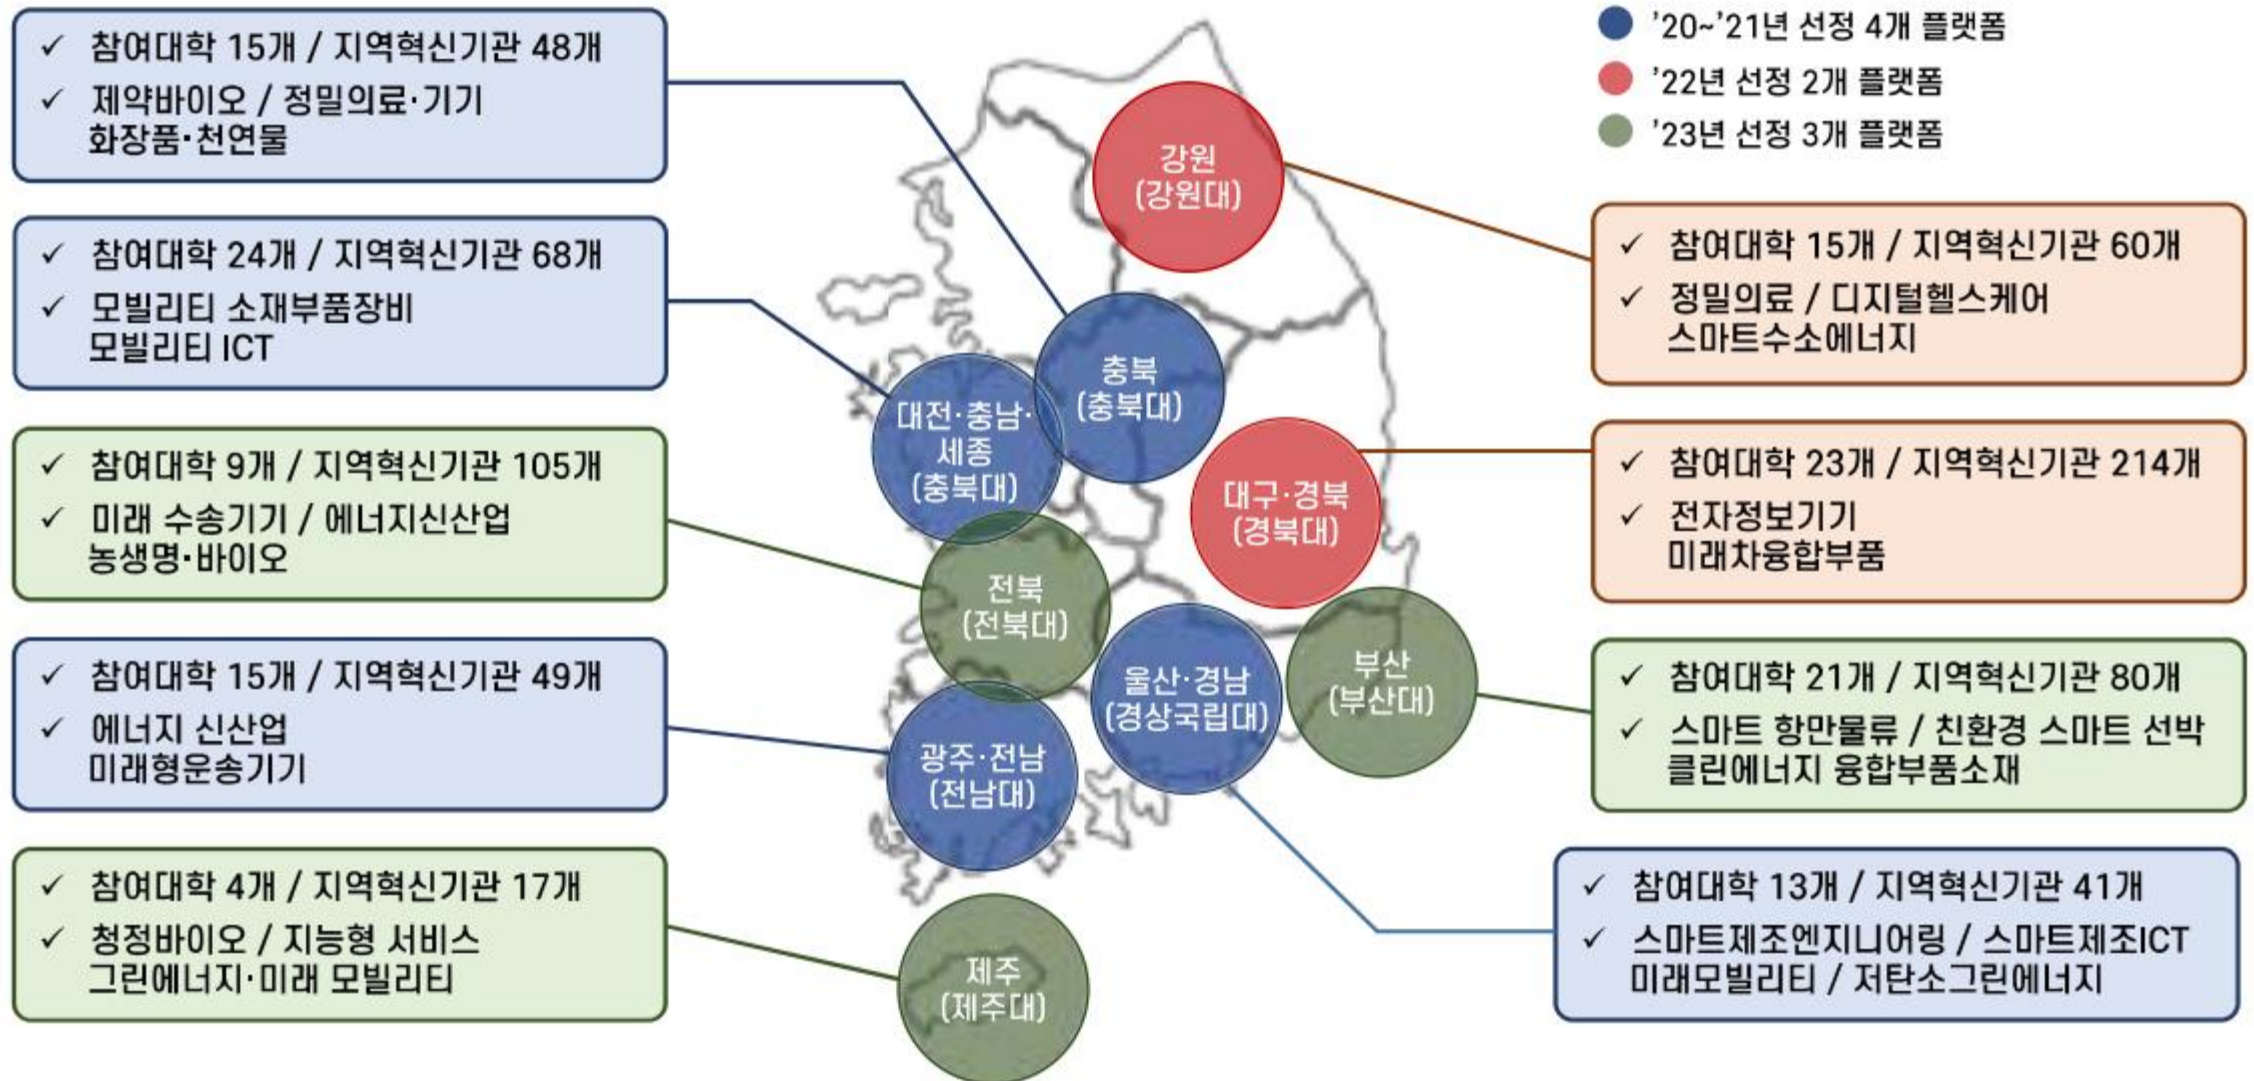 참여대학 15개 / 지역혁신기관 48개
제약바이오 / 정밀의료·기기
화장품·천연물
참여대학 24개 / 지역혁신기관 68개
모빌리티 소재부품장비
모빌리티 ICT
참여대학 9개 / 지역혁신기관 105개
미래 수송기기 / 에너지신산업
농생명·바이오
참여대학 15개 / 지역혁신기관 49개
에너지 신산업
미래형운송기기
참여대학 4개 / 지역혁신기관 17개
청정바이오 / 지능형 서비스
그린에너지·미래 모빌리티
강원
(강원대)
충북
(충북대)
대전·충남·
세종
(충북대)
대구·경북
(경북대)
전북
(전북대)
울산·경남
(경상국립대)
부산
(부산대)
광주·전남
(전남대)
제주
(제주대)
’20~’21년 선정 4개 플랫폼
’22년 선정 2개 플랫폼
’23년 선정 3개 플랫폼
참여대학 15개 / 지역혁신기관 60개
정밀의료 / 디지털헬스케어
스마트수소에너지
참여대학 23개 / 지역혁신기관 214개
전자정보기기
미래차융합부품
참여대학 21개 / 지역혁신기관 80개
스마트 항만물류 / 친환경 스마트 선박
클린에너지 융합부품소재
참여대학 13개 / 지역혁신기관 41개
스마트제조엔지니어링 / 스마트제조ICT
미래모빌리티 / 저탄소그린에너지